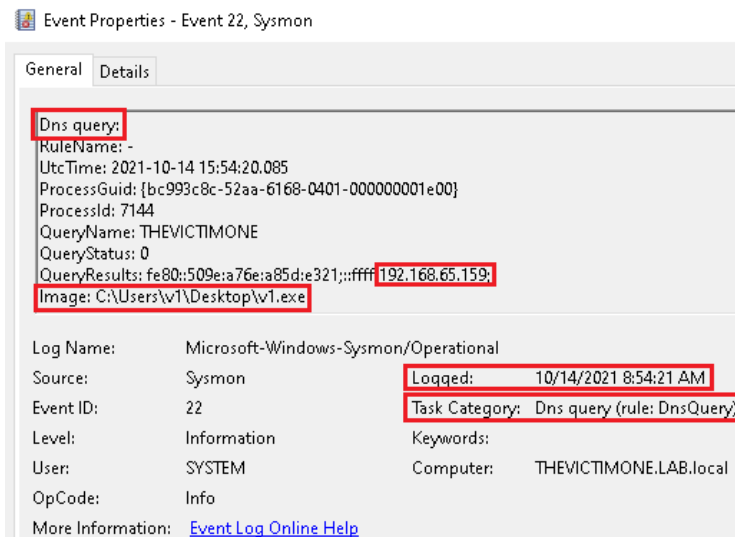 Event Properties - Event 22, Sysmon
General Details
Dns query:
RuleName: -
UtcTime: 2021-10-14 15:54:20.085
ProcessGuid: {bc993c8c-52aa-6168-0401-000000001e00}
ProcessId: 7144
QueryName: THEVICTIMONE
QueryStatus: 0
QueryResults: fe80::509e:a76e:a85d:e321;::ffff:192.168.65.159;
Image: C:\Users\v1\Desktop\v1.exe
Log Name: Microsoft-Windows-Sysmon/Operational
Source: Sysmon Logged: 10/14/2021 8:54:21 AM
Event ID: 22 Task Category: Dns query (rule: DnsQuery)
Level: Information Keywords:
User: SYSTEM Computer: THEVICTIMONE.LAB.local
OpCode: Info
More Information: Event Log Online Help